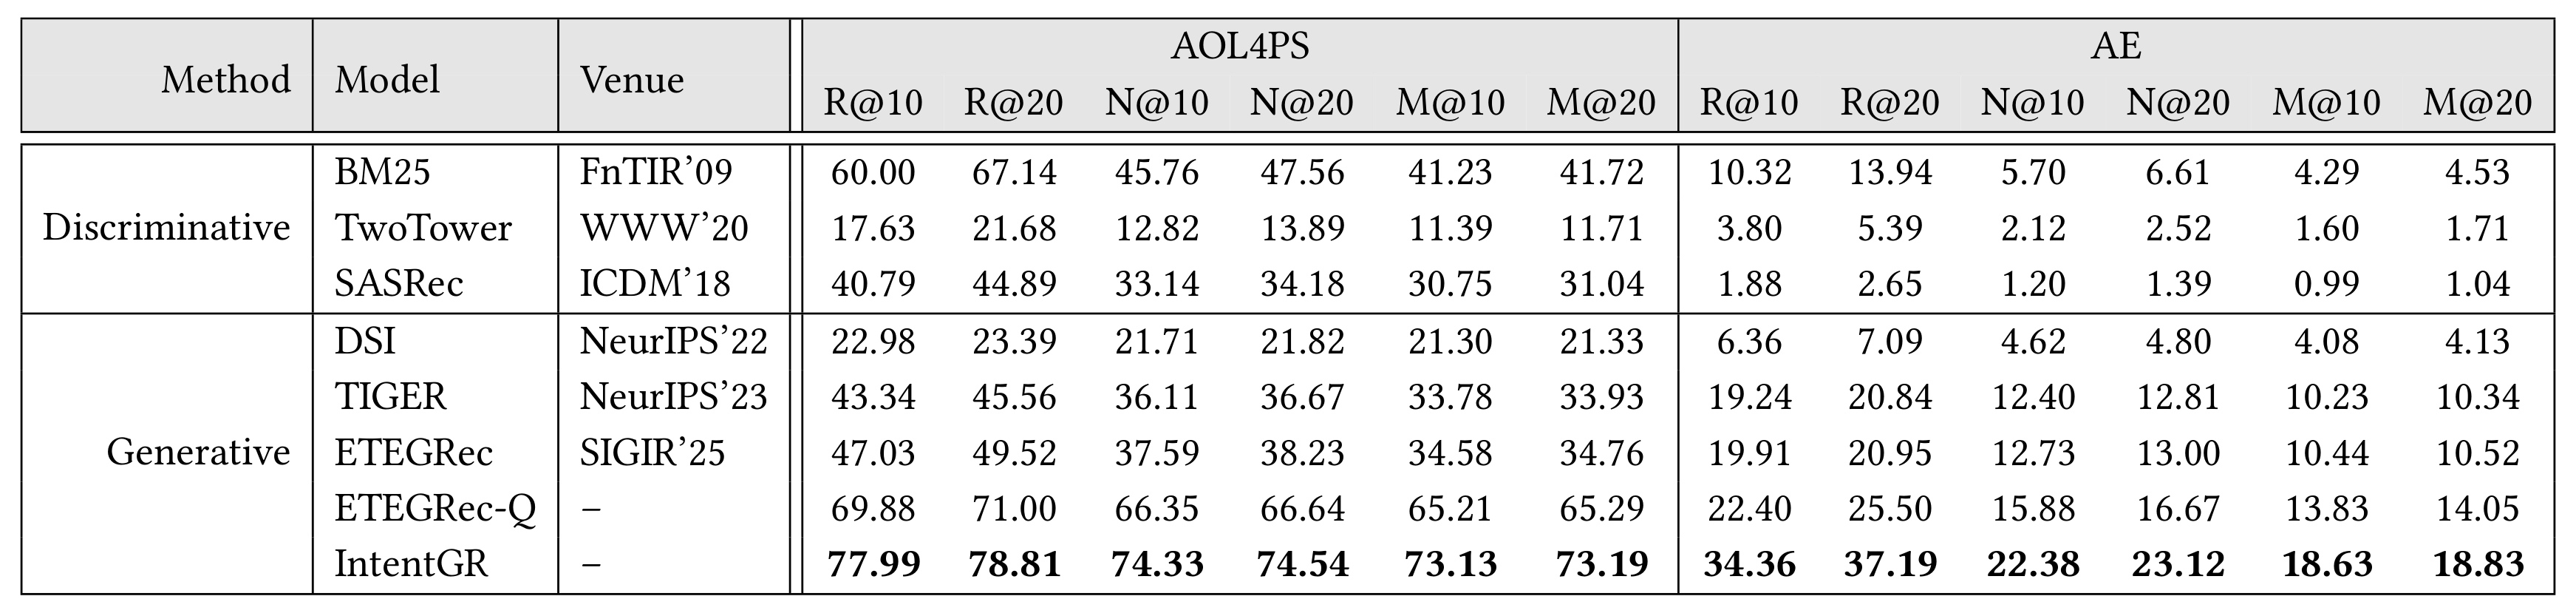 Method Model Venue AOL4PS AE
R@10 R@20 N@10 N@20 M@10 M@20 R@10 R@20 N@10 N@20 M@10 M@20
BM25 FnTIR’09 60.00 67.14 45.76 47.56 41.23 41.72 10.32 13.94 5.70 6.61 4.29 4.53
Discriminative TwoTower WWW’20 17.63 21.68 12.82 13.89 11.39 11.71 3.80 5.39 2.12 2.52 1.60 1.71
SASRec ICDM’18 40.79 44.89 33.14 34.18 30.75 31.04 1.88 2.65 1.20 1.39 0.99 1.04
DSI NeurIPS’22 22.98 23.39 21.71 21.82 21.30 21.33 6.36 7.09 4.62 4.80 4.08 4.13
TIGER NeurIPS’23 43.34 45.56 36.11 36.67 33.78 33.93 19.24 20.84 12.40 12.81 10.23 10.34
Generative ETEGRec SIGIR’25 47.03 49.52 37.59 38.23 34.58 34.76 19.91 20.95 12.73 13.00 10.44 10.52
ETEGRec-Q – 69.88 71.00 66.35 66.64 65.21 65.29 22.40 25.50 15.88 16.67 13.83 14.05
IntentGR – 77.99 78.81 74.33 74.54 73.13 73.19 34.36 37.19 22.38 23.12 18.63 18.83